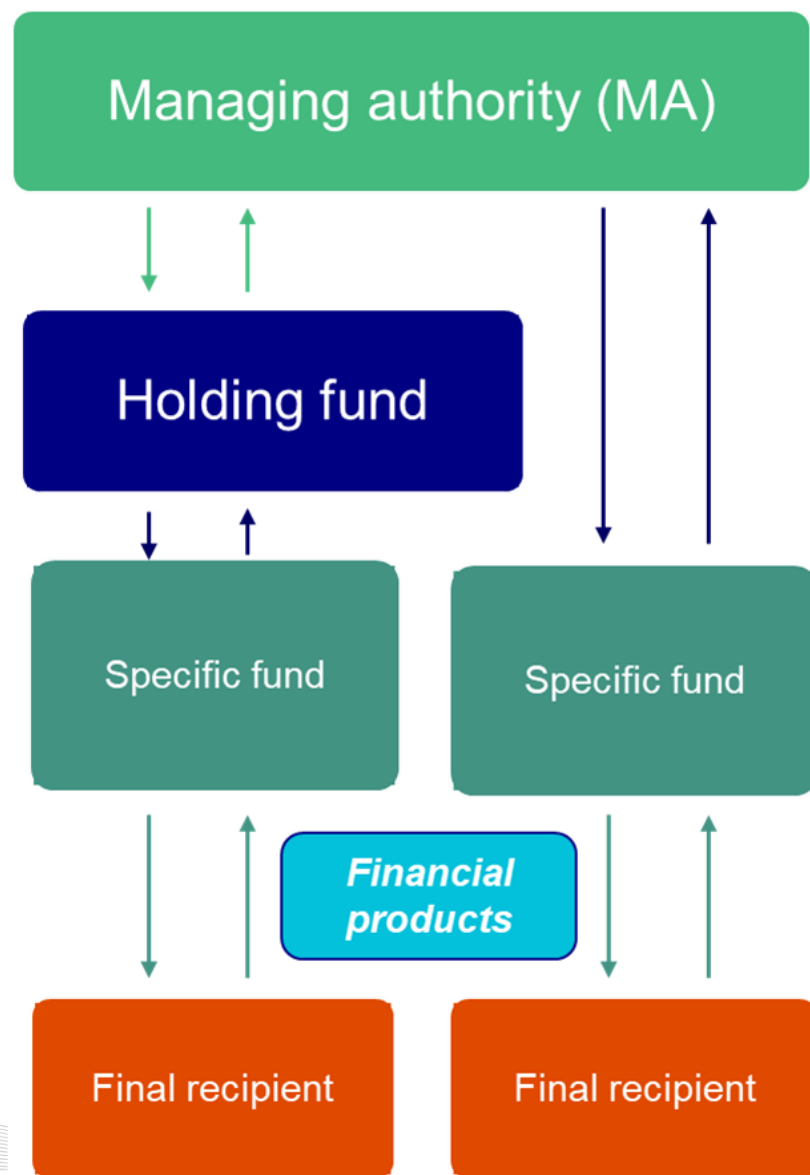 Managing authority (MA)
Holding fund
Specific fund
Specific fund
Financial
products
Final recipient
Final recipient